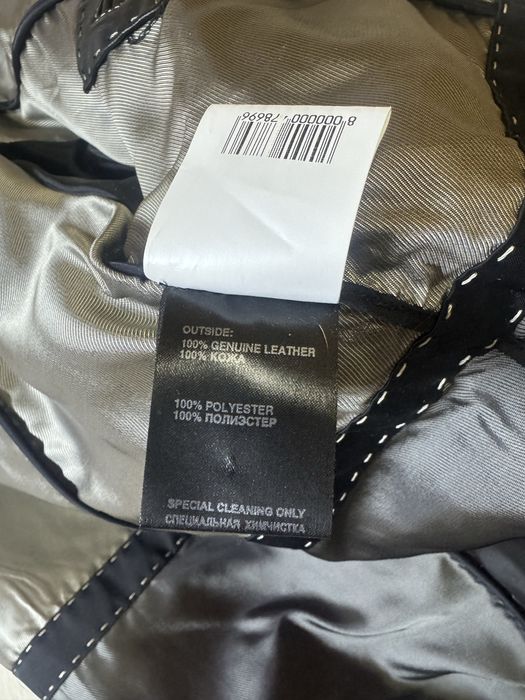 8 000000 478696
OUTSIDE:
100% GENUINE LEATHER
100% КОЖА
100% POLYESTER
100% ПОЛИЭСТЕР
SPECIAL CLEANING ONLY
СПЕЦИАЛЬНАЯ ХИМЧИСТКА